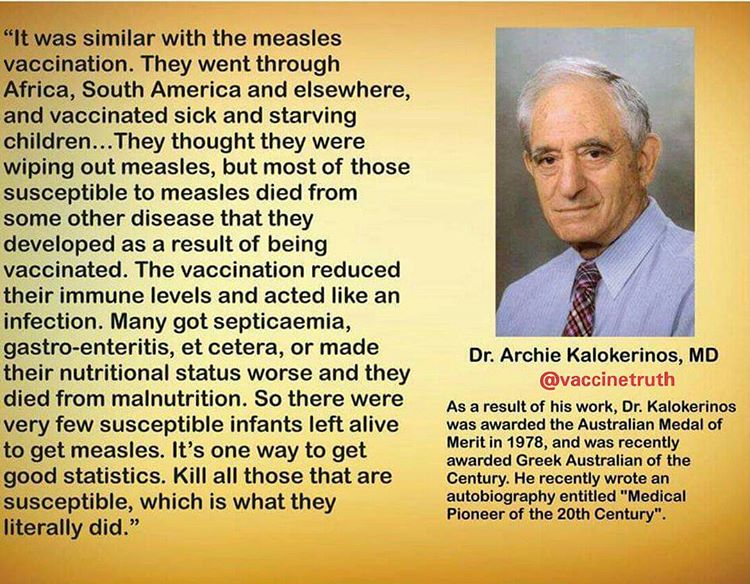 “It was similar with the measles
vaccination. They went through
Africa, South America and elsewhere,
and vaccinated sick and starving
children...They thought they were
wiping out measles, but most of those
susceptible to measles died from
some other disease that they
developed as a result of being
vaccinated. The vaccination reduced
their immune levels and acted like an
infection. Many got septicaemia,
gastro-enteritis, et cetera, or made
their nutritional status worse and they
died from malnutrition. So there were
very few susceptible infants left alive
to get measles. It’s one way to get
good statistics. Kill all those that are
susceptible, which is what they
literally did.”
Dr. Archie Kalokerinos, MD
@vaccinetruth
As a result of his work, Dr. Kalokerinos
was awarded the Australian Medal of
Merit in 1978, and was recently
awarded Greek Australian of the
Century. He recently wrote an
autobiography entitled "Medical
Pioneer of the 20th Century".